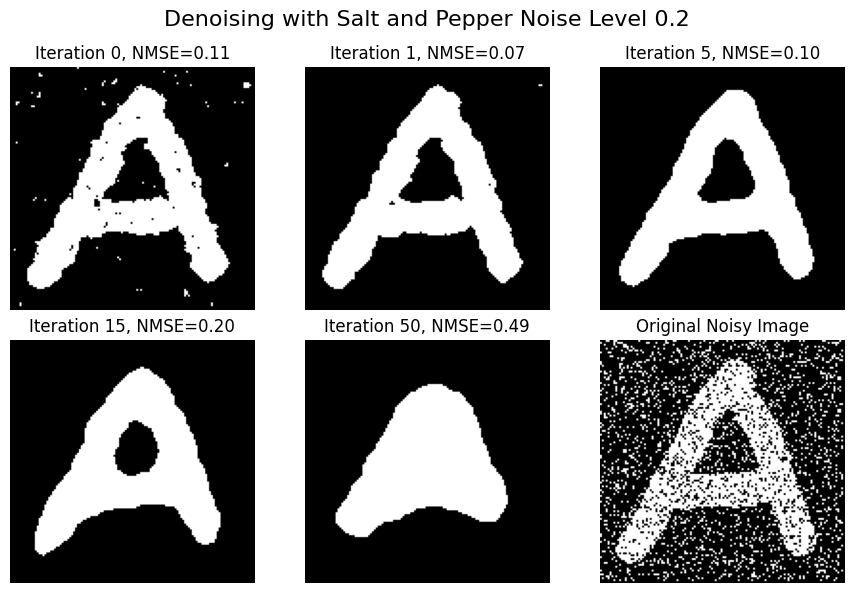 Denoising with Salt and Pepper Noise Level 0.2
Iteration 0, NMSE=0.11
Iteration 1, NMSE=0.07
Iteration 5, NMSE=0.10
A
A
A
Iteration 15, NMSE=0.20
Iteration 50, NMSE=0.49
Original Noisy Image
A
A